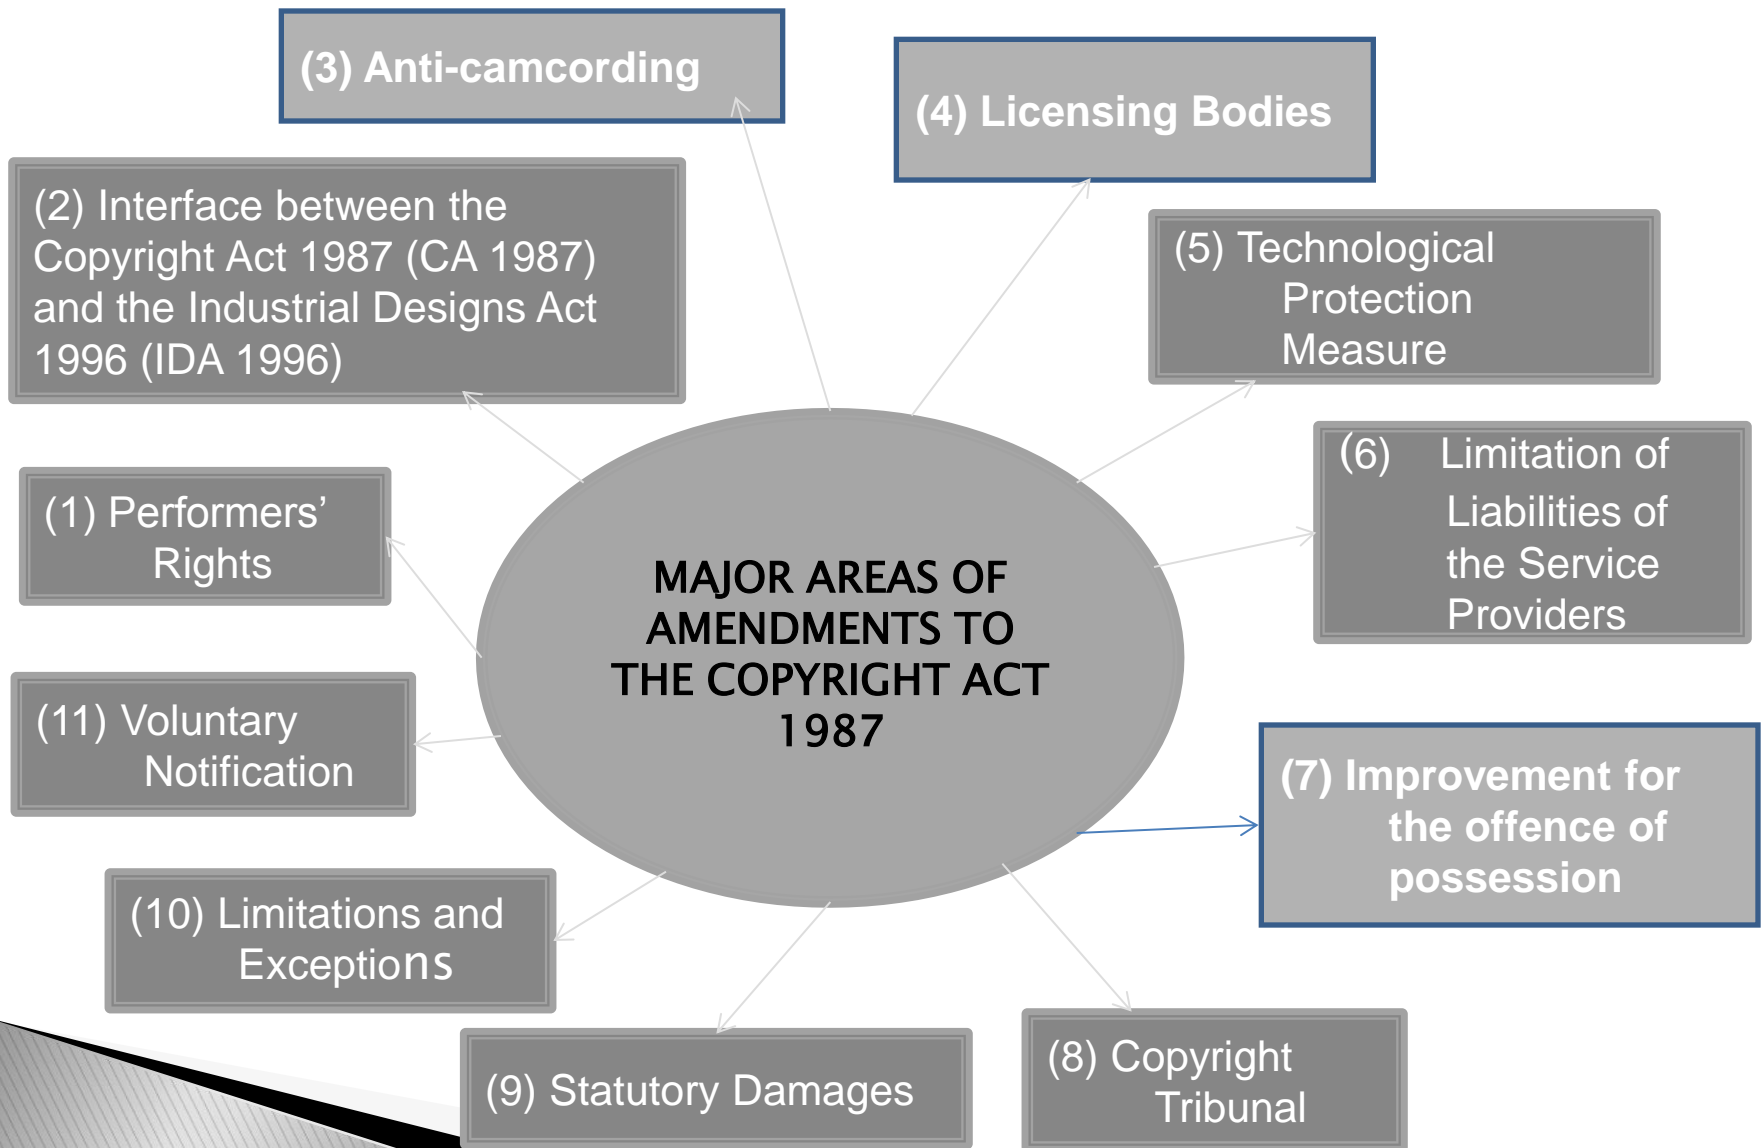 (3) Anti-camcording
(4) Licensing Bodies
(2) Interface between the
Copyright Act 1987 (CA 1987)
and the Industrial Designs Act
1996 (IDA 1996)
(5) Technological
Protection
Measure
(6) Limitation of
Liabilities of
the Service
Providers
(1) Performers’
Rights
MAJOR AREAS OF
AMENDMENTS TO
THE COPYRIGHT ACT
1987
(11) Voluntary
Notification
(7) Improvement for
the offence of
possession
(10) Limitations and
Exceptions
(9) Statutory Damages
(8) Copyright
Tribunal